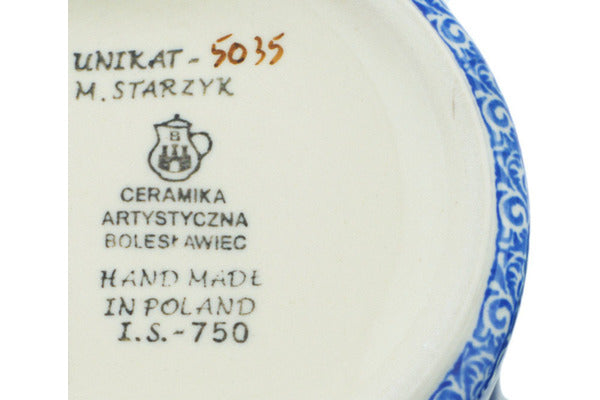 UNIKAT - 5035
M. STARZYK
B
CERAMIKA
ARTYSTYCZNA
BOLESŁAWIEC
HAND MADE
IN POLAND
I.S.-750